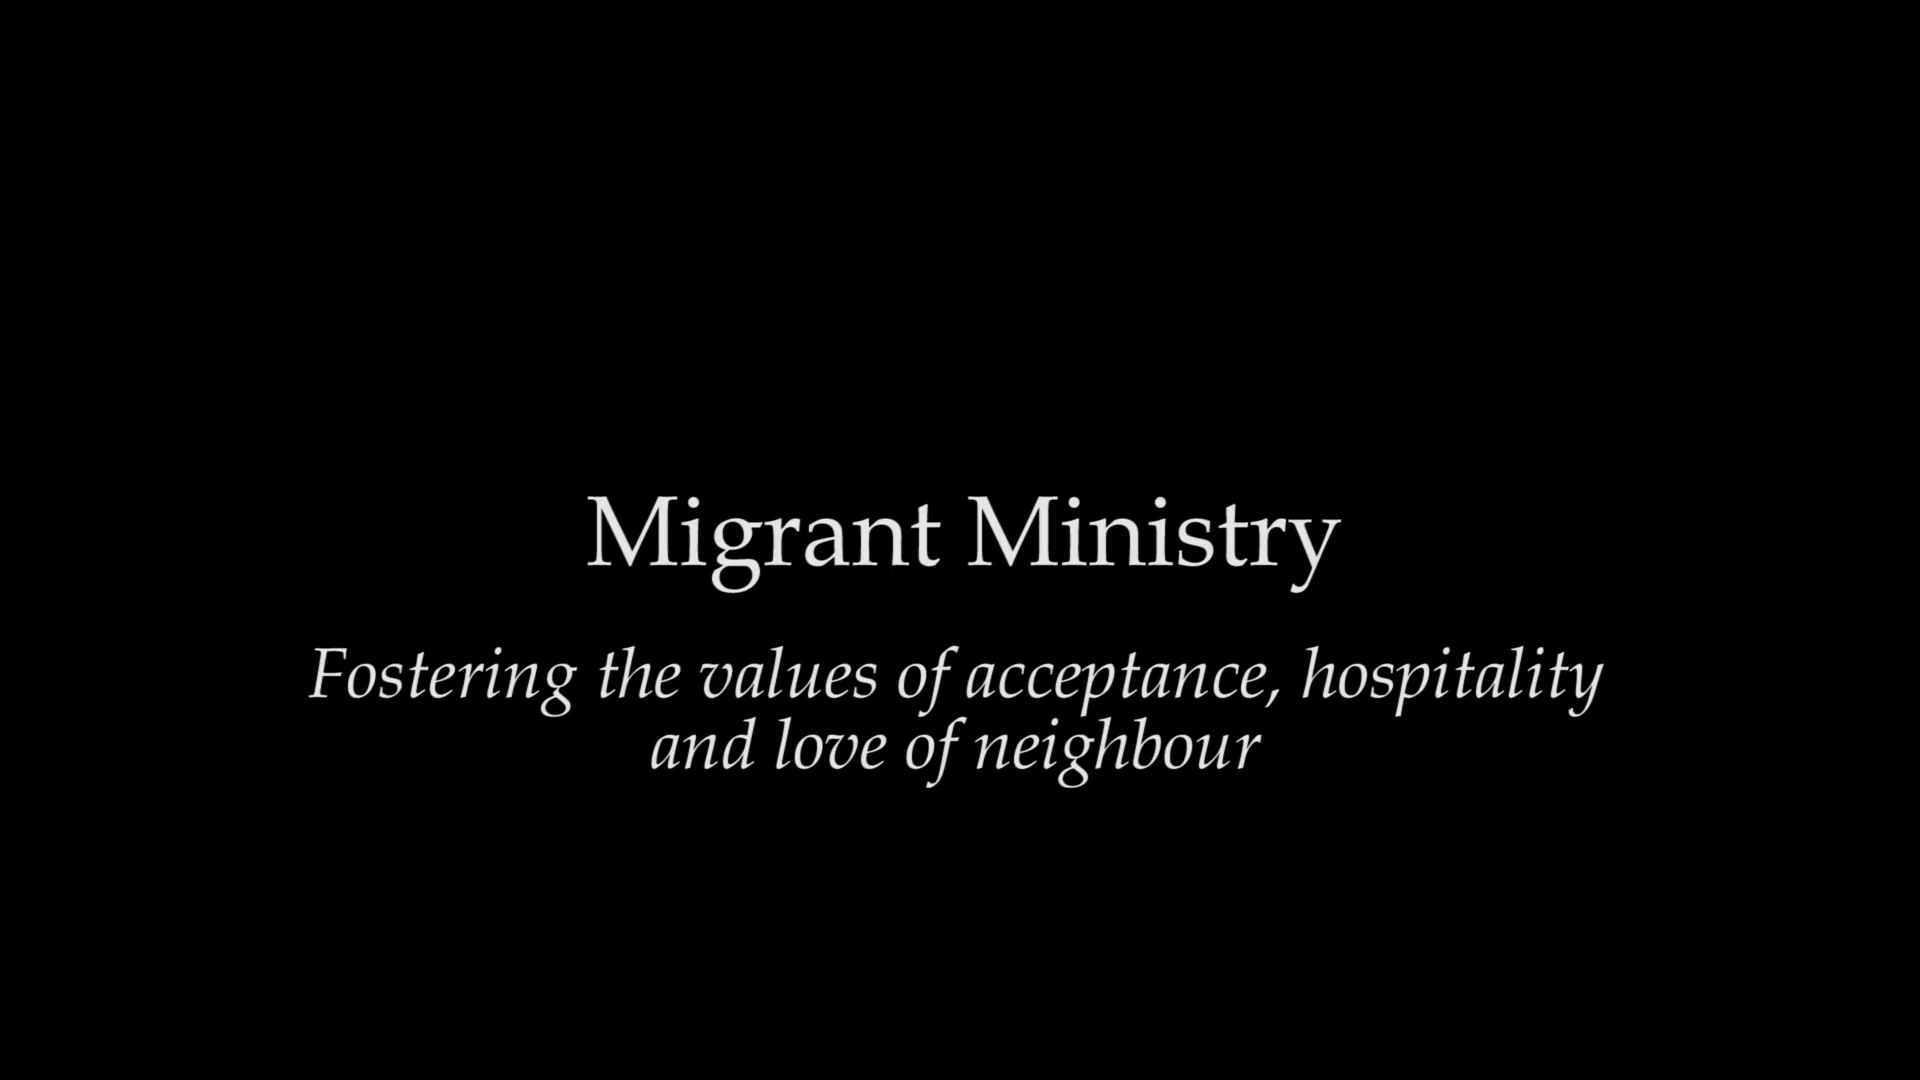 Migrant Ministry
Fostering the values of acceptance, hospitality
and love of neighbour